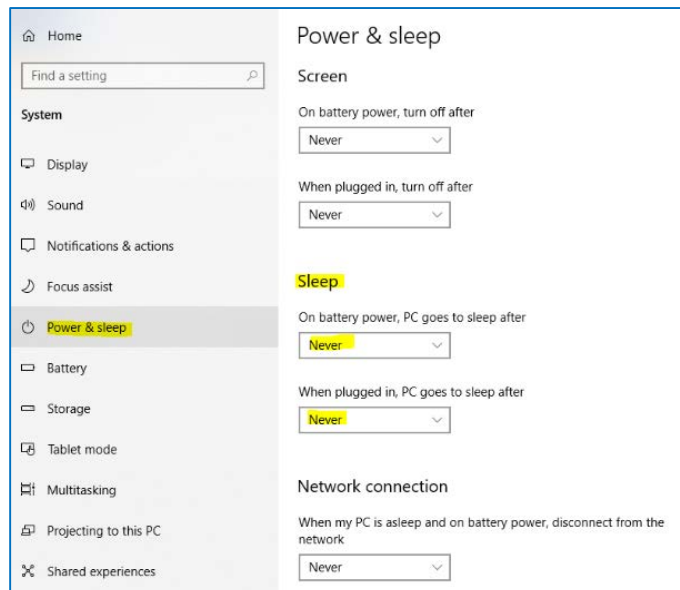 Home
Find a setting
System
Display
Sound
Notifications & actions
Focus assist
Power & sleep
Battery
Storage
Tablet mode
Multitasking
Projecting to this PC
Shared experiences
Power & sleep
Screen
On battery power, turn off after
Never
When plugged in, turn off after
Never
Sleep
On battery power, PC goes to sleep after
Never
When plugged in, PC goes to sleep after
Never
Network connection
When my PC is asleep and on battery power, disconnect from the
network
Never